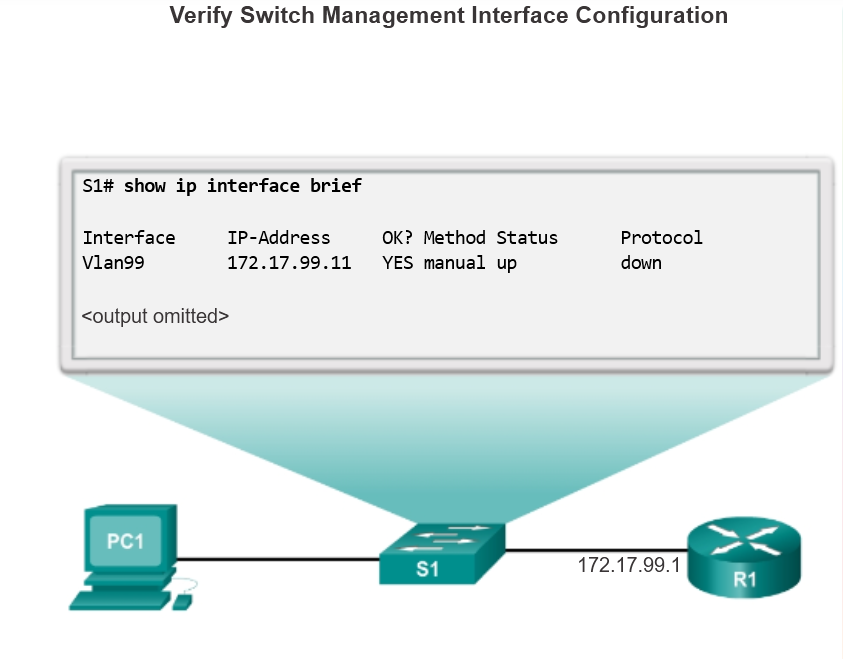 Verify Switch Management Interface Configuration
S1# show ip interface brief
Interface IP-Address OK? Method Status Protocol
Vlan99 172.17.99.11 YES manual up down
<output omitted>
PC1
S1
172.17.99.1
R1